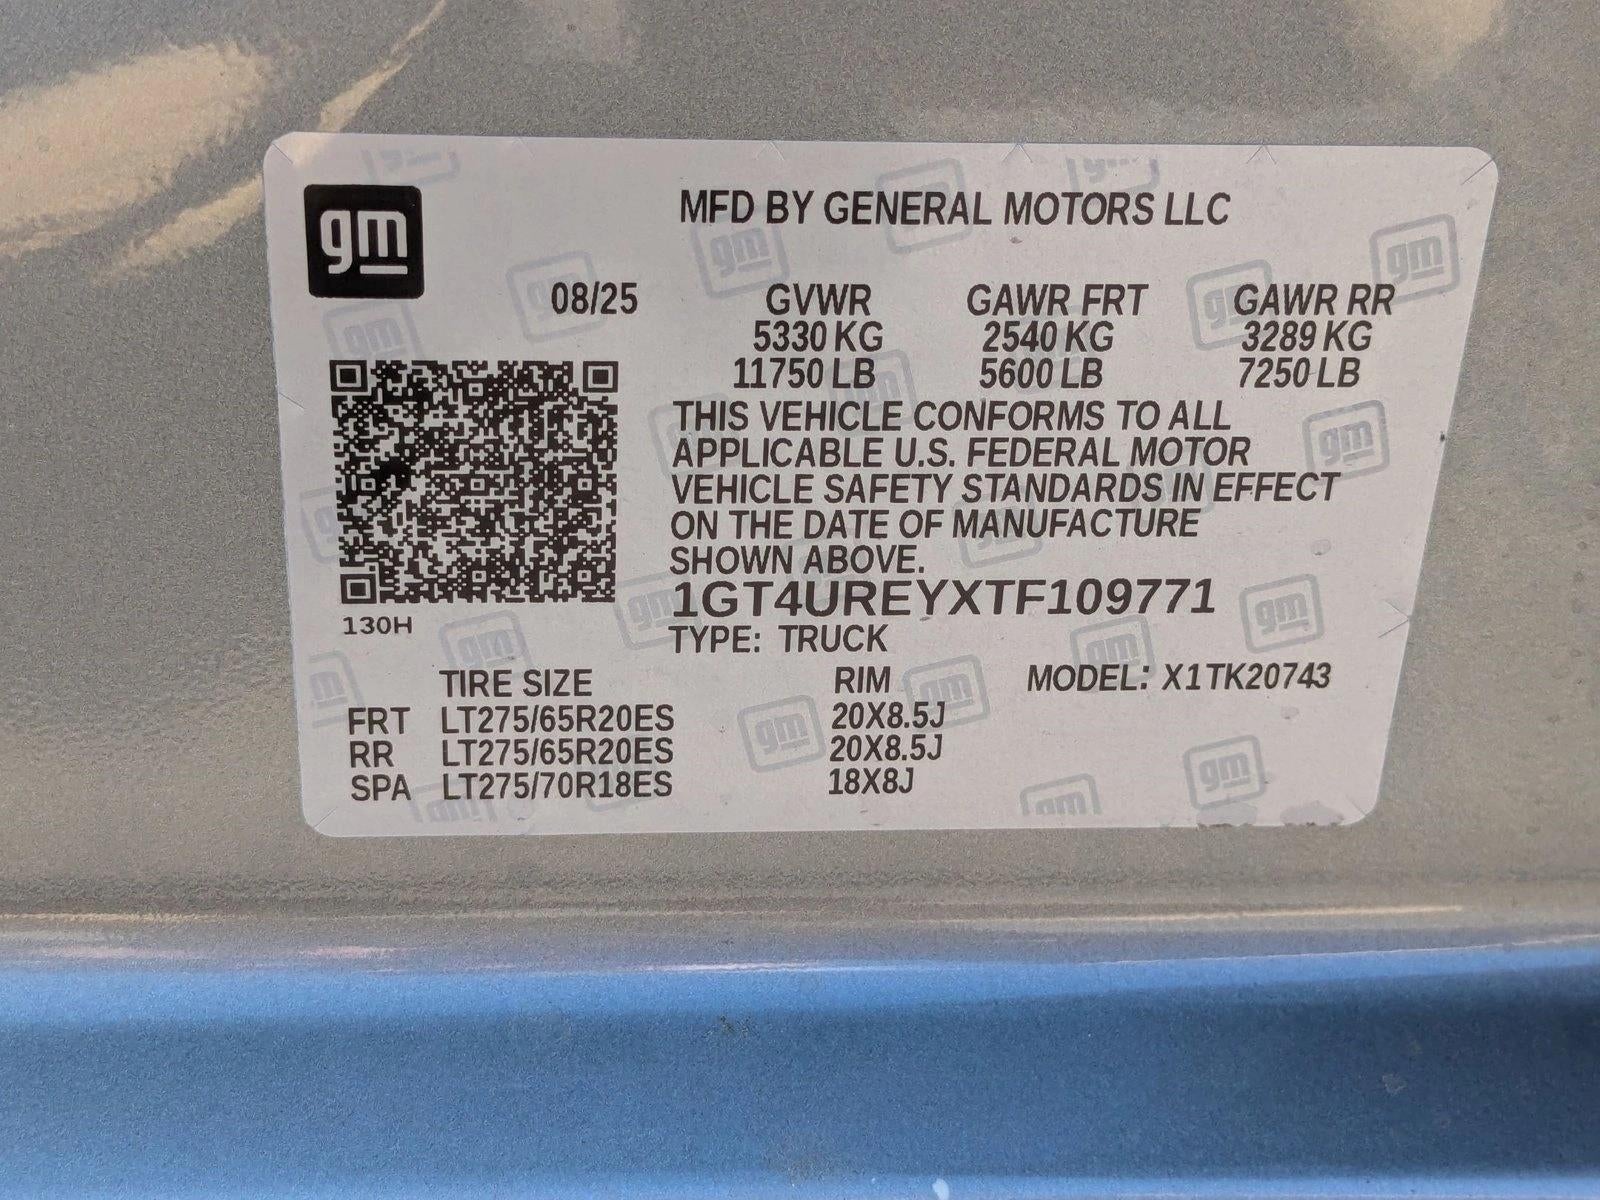 gm
MFD BY GENERAL MOTORS LLC
08/25 GVWR GAWR FRT GAWR RR
5330 KG 2540 KG 3289 KG
11750 LB 5600 LB 7250 LB
THIS VEHICLE CONFORMS TO ALL
APPLICABLE U.S. FEDERAL MOTOR
VEHICLE SAFETY STANDARDS IN EFFECT
ON THE DATE OF MANUFACTURE
SHOWN ABOVE.
1GT4UREYXTF109771
130H
TYPE: TRUCK
TIRE SIZE RIM MODEL: X1TK20743
FRT LT275/65R20ES 20X8.5J
RR LT275/65R20ES 20X8.5J
SPA LT275/70R18ES 18X8J